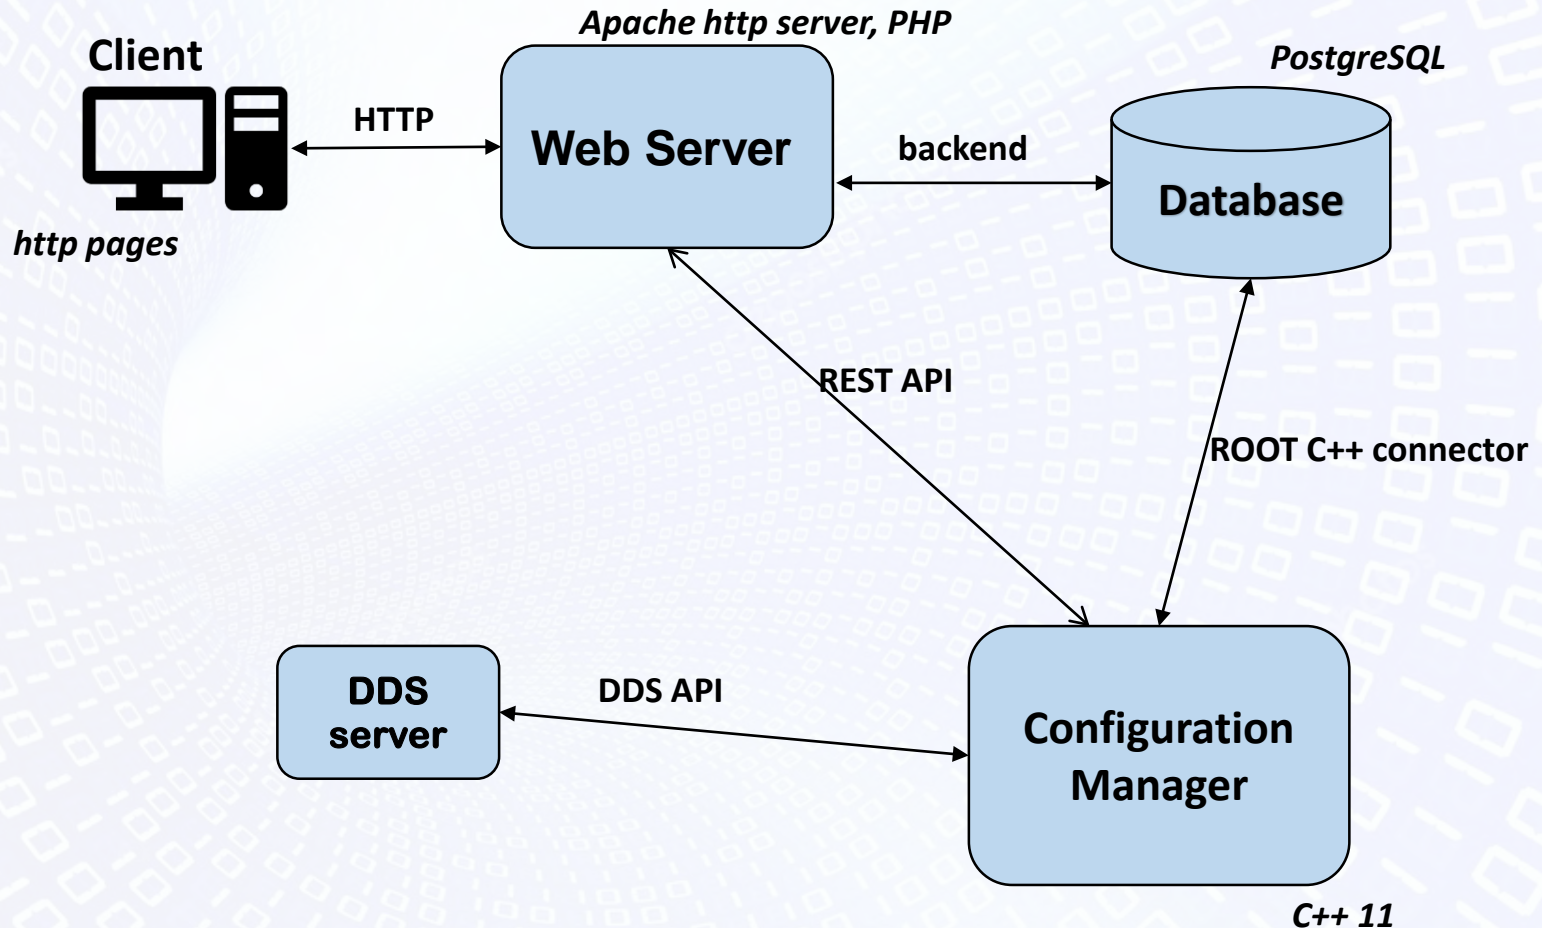 Apache http server, PHP
Client
PostgreSQL
HTTP
Web Server
backend
Database
http pages
REST API
ROOT C++ connector
DDS
server
DDS API
Configuration
Manager
C++ 11